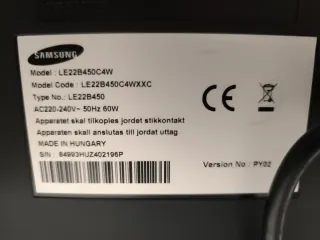 SAMSUNG
Model : LE22B450C4W
Model Code : LE22B450C4WXXC
Type No.: LE22B450
AC220-240V~ 50Hz 60W
Apparatet skal tilkoples jordet stikkontakt
Apparaten skall anslutas till jordat uttag
MADE IN HUNGARY
S/N : 84993HUZ402196P
Version No : PY02
CE